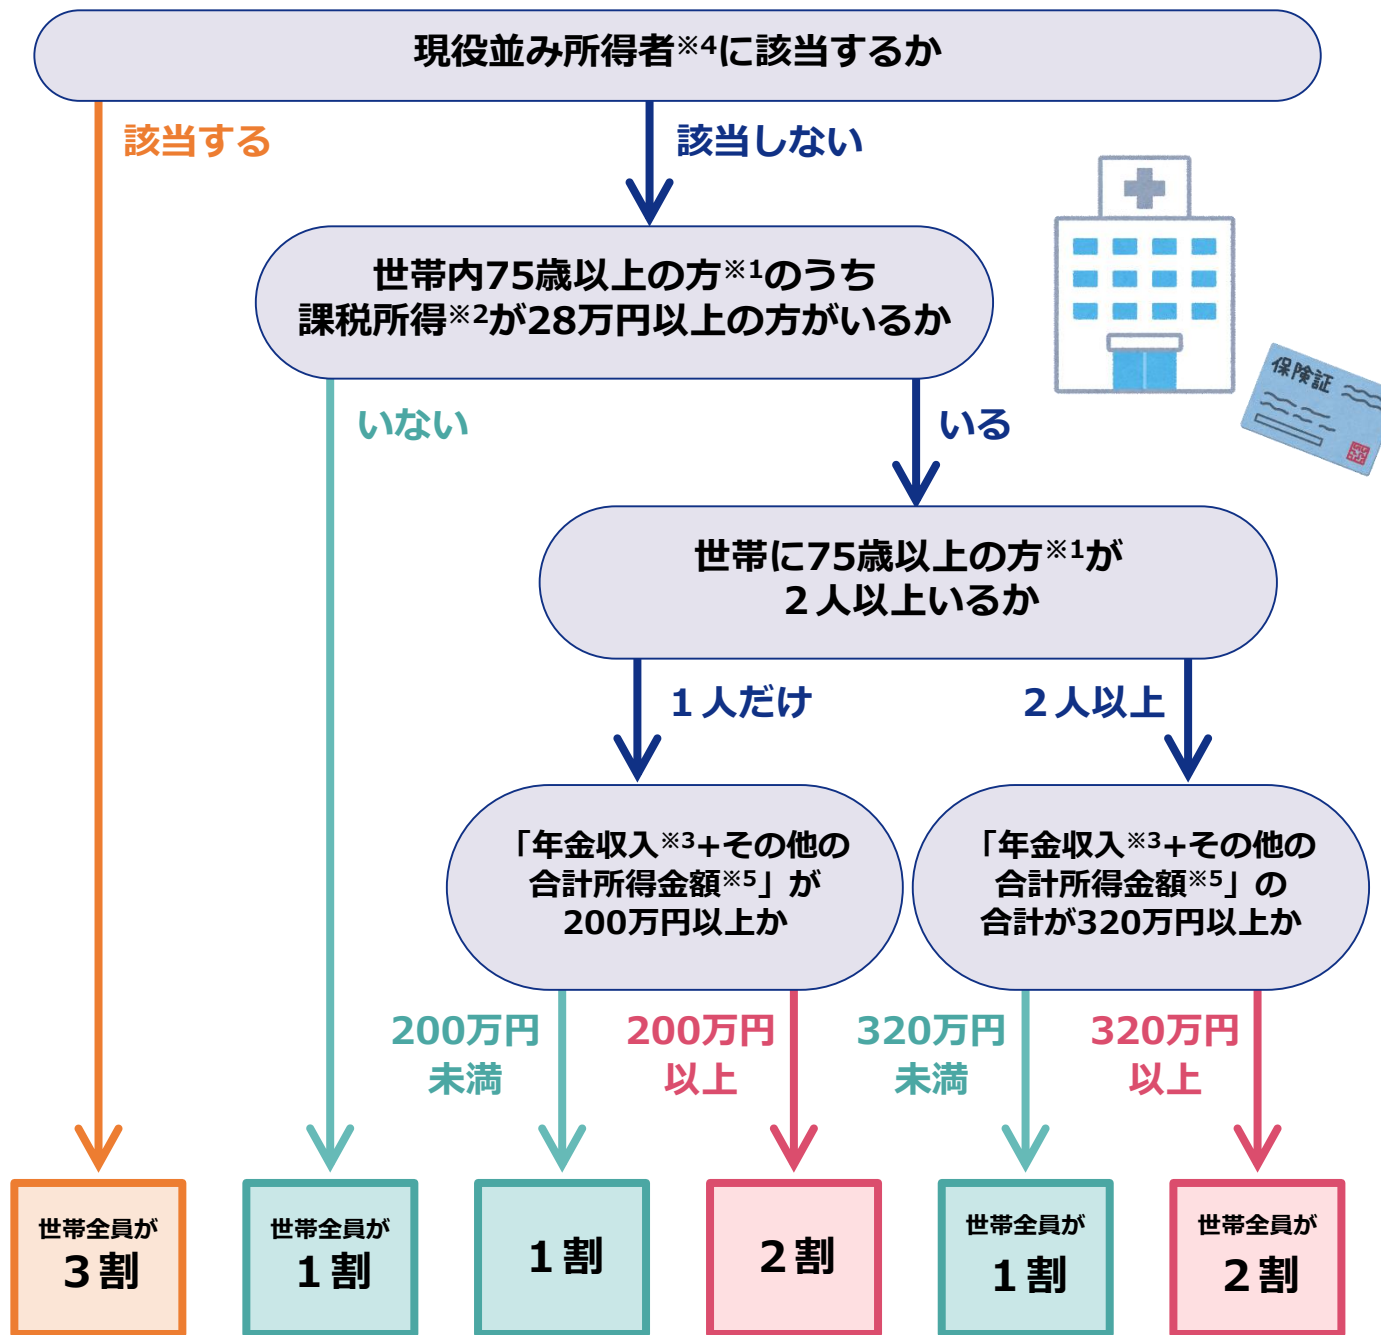 現役並み所得者※4に該当するか
該当する
該当しない
世帯内75歳以上の方※1のうち
課税所得※2が28万円以上の方がいるか
保険証
いない
いる
世帯に75歳以上の方※1が
２人以上いるか
１人だけ
２人以上
「年金収入※3+その他の
合計所得金額※5」が
200万円以上か
「年金収入※3+その他の
合計所得金額※5」の
合計が320万円以上か
200万円
未満
200万円
以上
320万円
未満
320万円
以上
世帯全員が
３割
世帯全員が
１割
１割
２割
世帯全員が
１割
世帯全員が
２割